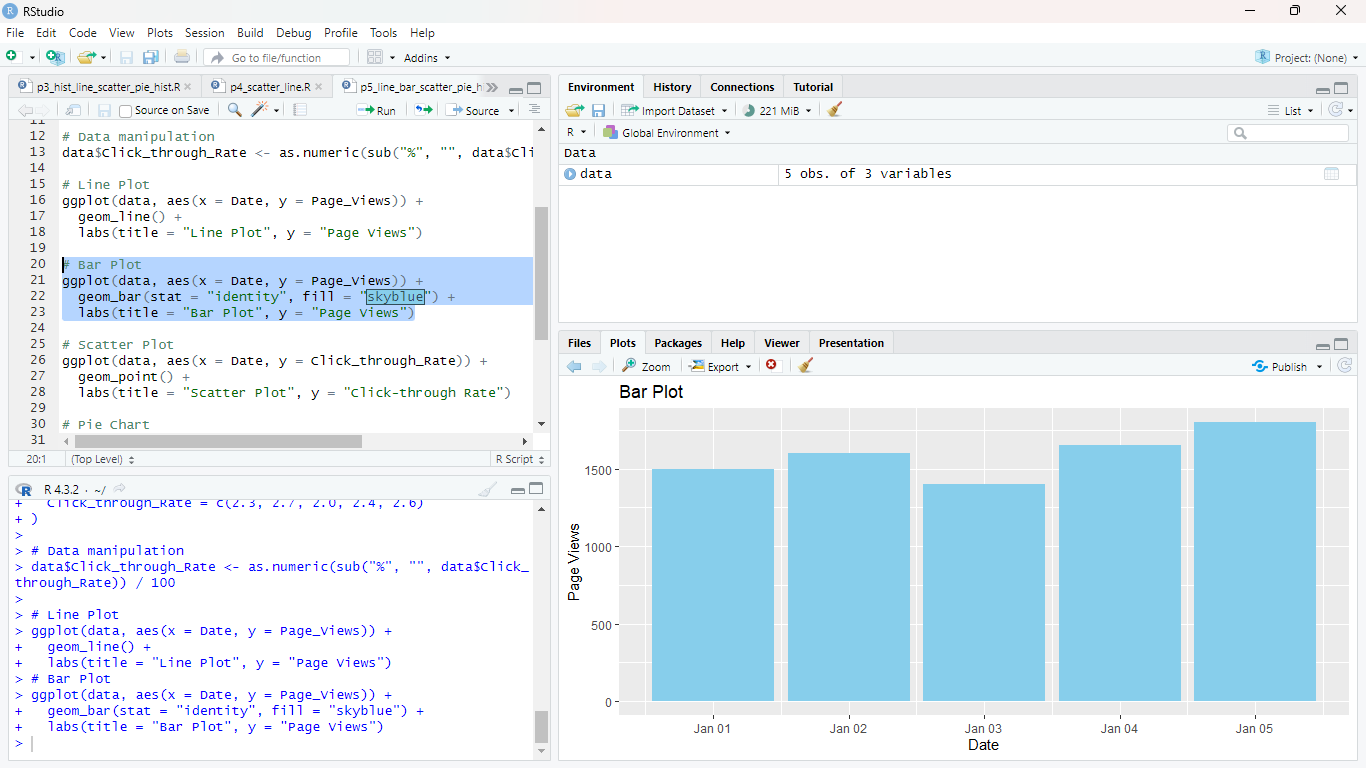 RStudio
File Edit Code View Plots Session Build Debug Profile Tools Help
Go to file/function Addins Project: (None)
p3_hist_line_scatter_pie_hist.R p4_scatter_line.R p5_line_bar_scatter_pie_h
Source on Save Run Source
12 # Data manipulation
13 data$Click_through_Rate <- as.numeric(sub("%", "", data$Cli
14
15 # Line Plot
16 ggplot(data, aes(x = Date, y = Page_Views)) +
17 geom_line() +
18 labs(title = "Line Plot", y = "Page Views")
19
20 # Bar Plot
21 ggplot(data, aes(x = Date, y = Page_Views)) +
22 geom_bar(stat = "identity", fill = "skyblue") +
23 labs(title = "Bar Plot", y = "Page Views")
24
25 # Scatter Plot
26 ggplot(data, aes(x = Date, y = Click_through_Rate)) +
27 geom_point() +
28 labs(title = "Scatter Plot", y = "Click-through Rate")
29
30 # Pie Chart
31
20:1 (Top Level) R Script
R 4.3.2 · ~/
+ Click_through_Rate = c(2.3, 2.7, 2.0, 2.4, 2.6)
+ )
>
> # Data manipulation
> data$Click_through_Rate <- as.numeric(sub("%", "", data$Click_
through_Rate)) / 100
>
> # Line Plot
> ggplot(data, aes(x = Date, y = Page_Views)) +
+ geom_line() +
+ labs(title = "Line Plot", y = "Page Views")
> # Bar Plot
> ggplot(data, aes(x = Date, y = Page_Views)) +
+ geom_bar(stat = "identity", fill = "skyblue") +
+ labs(title = "Bar Plot", y = "Page Views")
>
Environment History Connections Tutorial
Import Dataset 221 MiB List
R Global Environment
Data
data 5 obs. of 3 variables
Files Plots Packages Help Viewer Presentation
Zoom Export Publish
Bar Plot
Page Views
1500
1000
500
0
Jan 01 Jan 02 Jan 03 Jan 04 Jan 05
Date